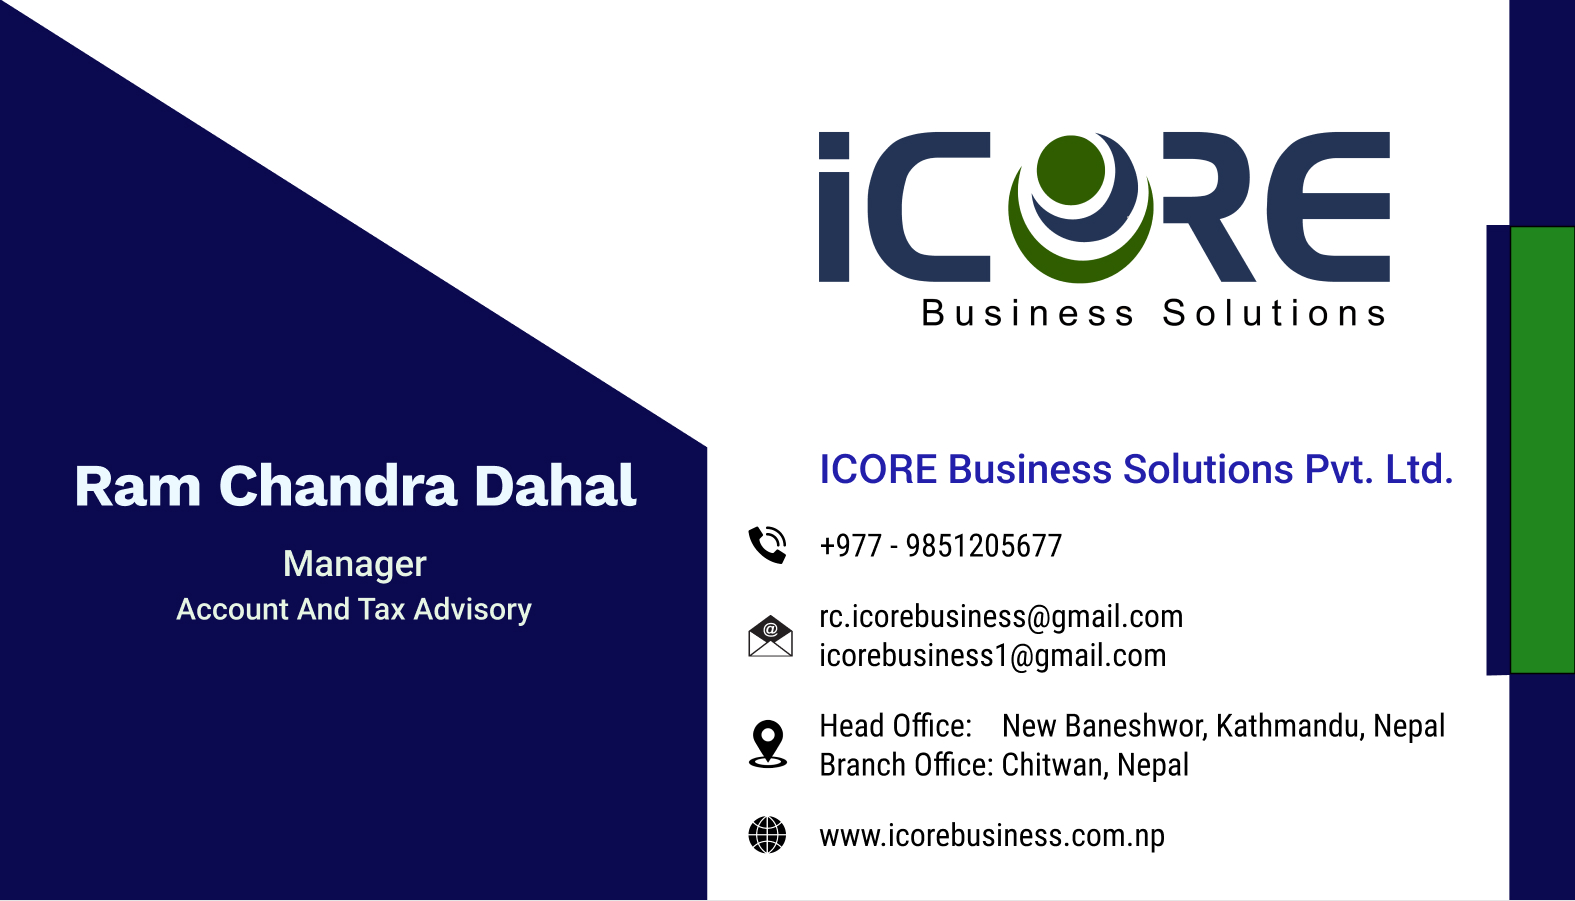 iCORE
Business Solutions
Ram Chandra Dahal
Manager
Account And Tax Advisory
ICORE Business Solutions Pvt. Ltd.
+977 - 9851205677
@
rc.icorebusiness@gmail.com
icorebusiness1@gmail.com
Head Office: New Baneshwor, Kathmandu, Nepal
Branch Office: Chitwan, Nepal
www.icorebusiness.com.np